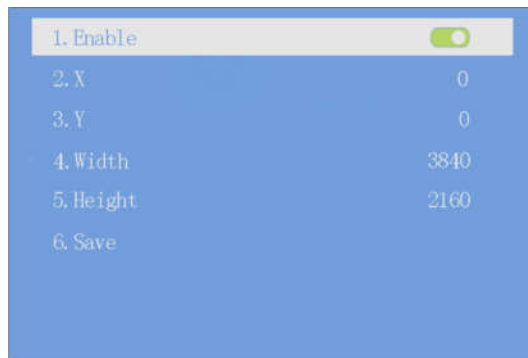 1. Enable
2. X 0
3. Y 0
4. Width 3840
5. Height 2160
6. Save